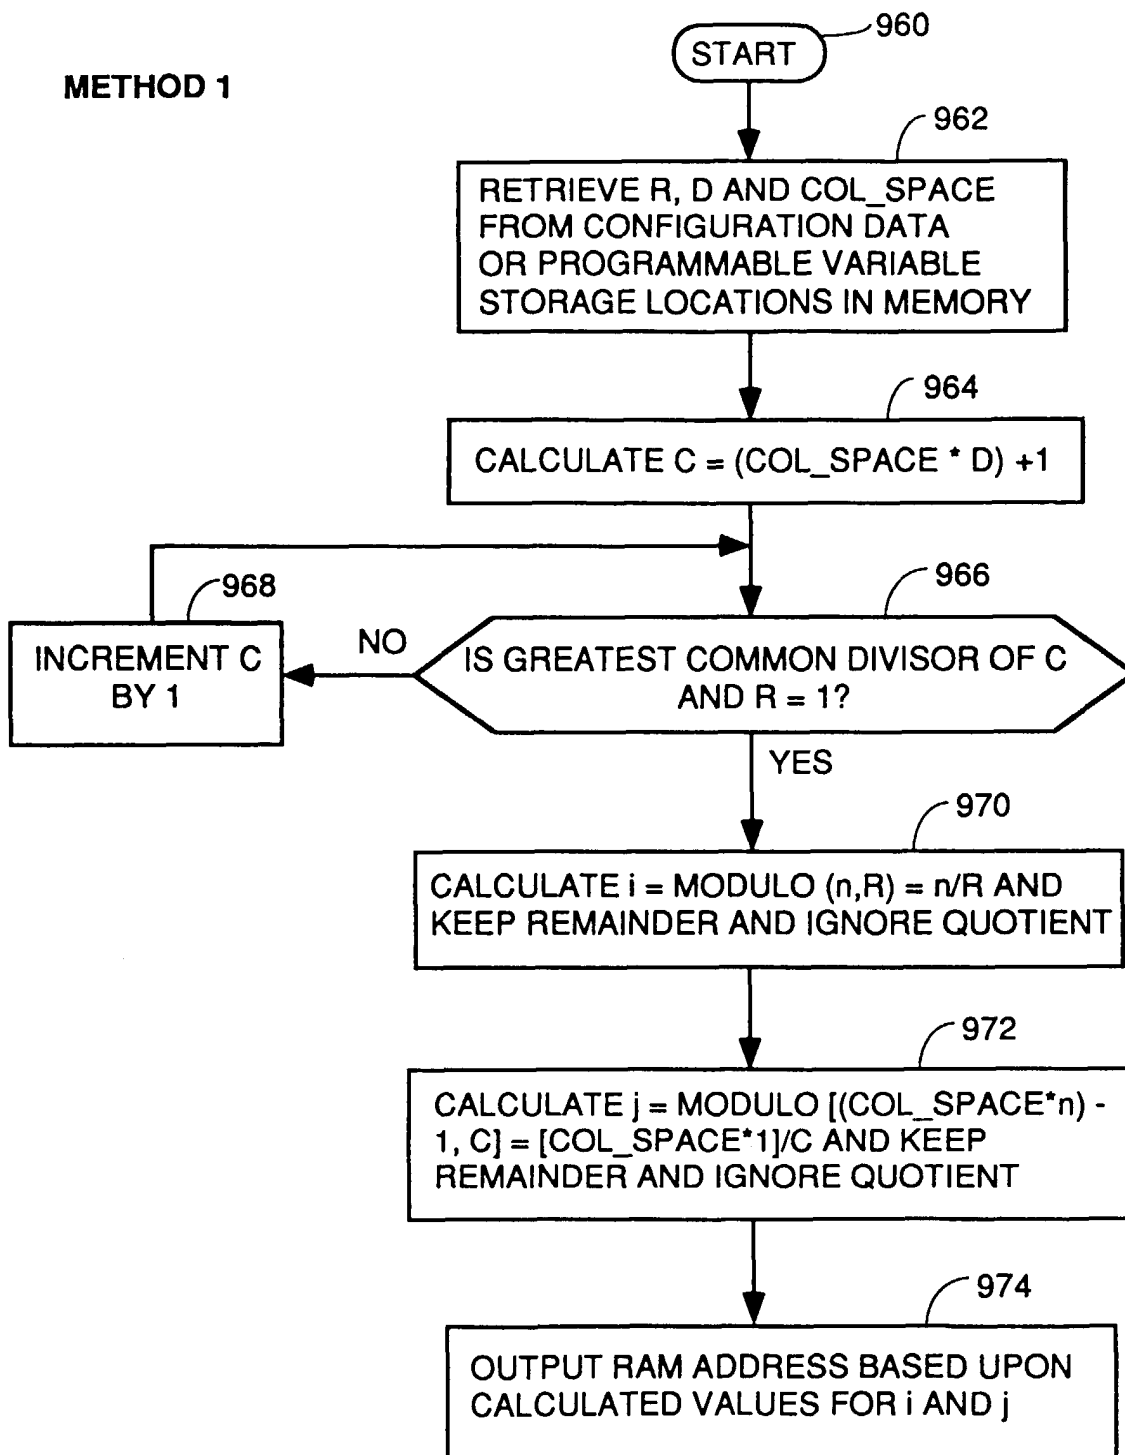 METHOD 1
START
960
962
RETRIEVE R, D AND COL_SPACE
FROM CONFIGURATION DATA
OR PROGRAMMABLE VARIABLE
STORAGE LOCATIONS IN MEMORY
964
CALCULATE C = (COL_SPACE * D) +1
966
IS GREATEST COMMON DIVISOR OF C
AND R = 1?
NO
968
INCREMENT C
BY 1
YES
970
CALCULATE i = MODULO (n,R) = n/R AND
KEEP REMAINDER AND IGNORE QUOTIENT
972
CALCULATE j = MODULO [(COL_SPACE*n) -
1, C] = [COL_SPACE*1]/C AND KEEP
REMAINDER AND IGNORE QUOTIENT
974
OUTPUT RAM ADDRESS BASED UPON
CALCULATED VALUES FOR i AND j